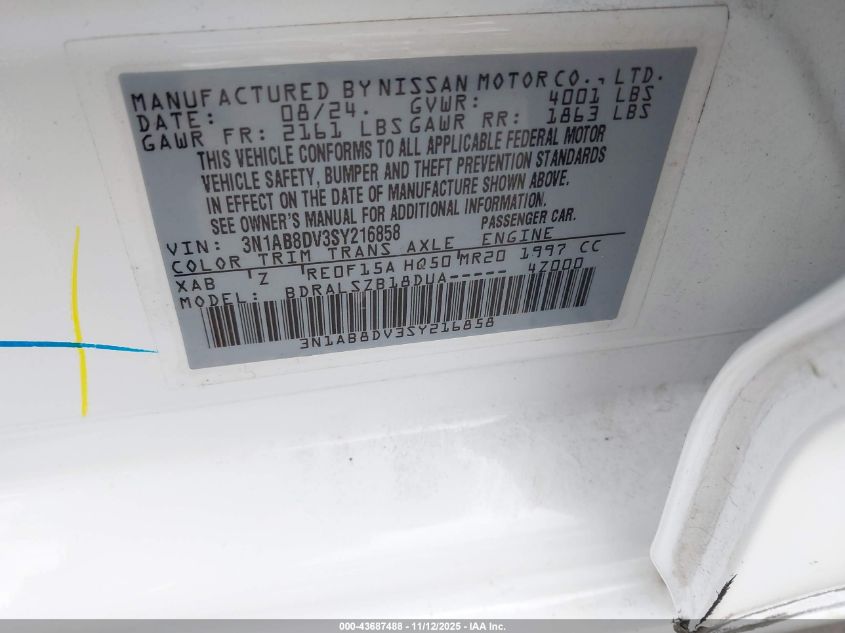 MANUFACTURED BY NISSAN MOTOR CO., LTD.
DATE: 08/24. GVWR: 4001 LBS
GAWR FR: 2161 LBS GAWR RR: 1863 LBS
THIS VEHICLE CONFORMS TO ALL APPLICABLE FEDERAL MOTOR
VEHICLE SAFETY, BUMPER AND THEFT PREVENTION STANDARDS
IN EFFECT ON THE DATE OF MANUFACTURE SHOWN ABOVE.
SEE OWNER'S MANUAL FOR ADDITIONAL INFORMATION.
VIN: 3N1AB8DV3SY216858 PASSENGER CAR.
COLOR TRIM TRANS AXLE ENGINE
XAB Z RE0F15A HQ50 MR20 1997 CC
MODEL: BDRALSZB18DUA----- 4Z000
3N1AB8DV3SY216858
000-43687488 - 11/12/2025 - IAA Inc.